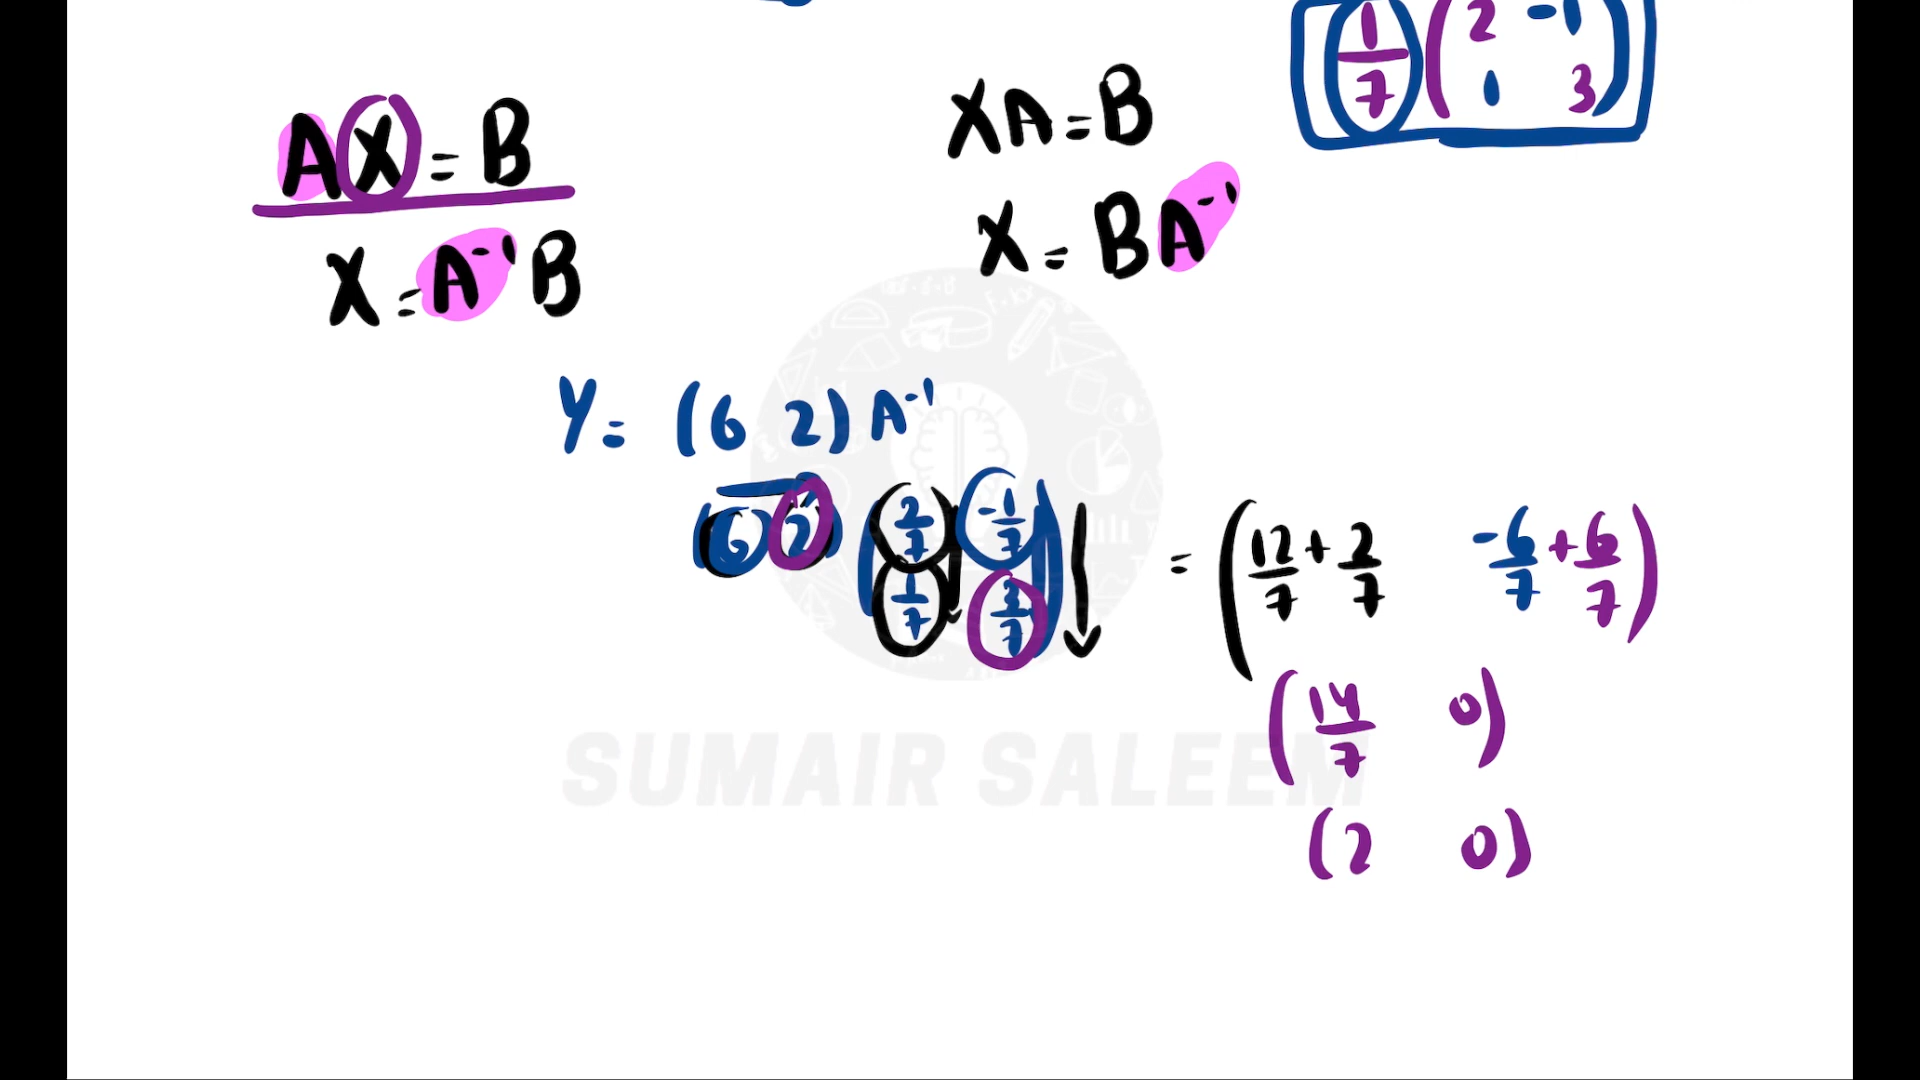 1/7 (2 -1
1 3)
AX = B
X = A⁻¹B
XA = B
X = BA⁻¹
Y = (6 2) A⁻¹
(6 2) (2/7 -1/7
1/7 3/7) = (12/7 + 2/7 -6/7 + 6/7)
(14/7 0)
(2 0)
SUMAIR SALEEM